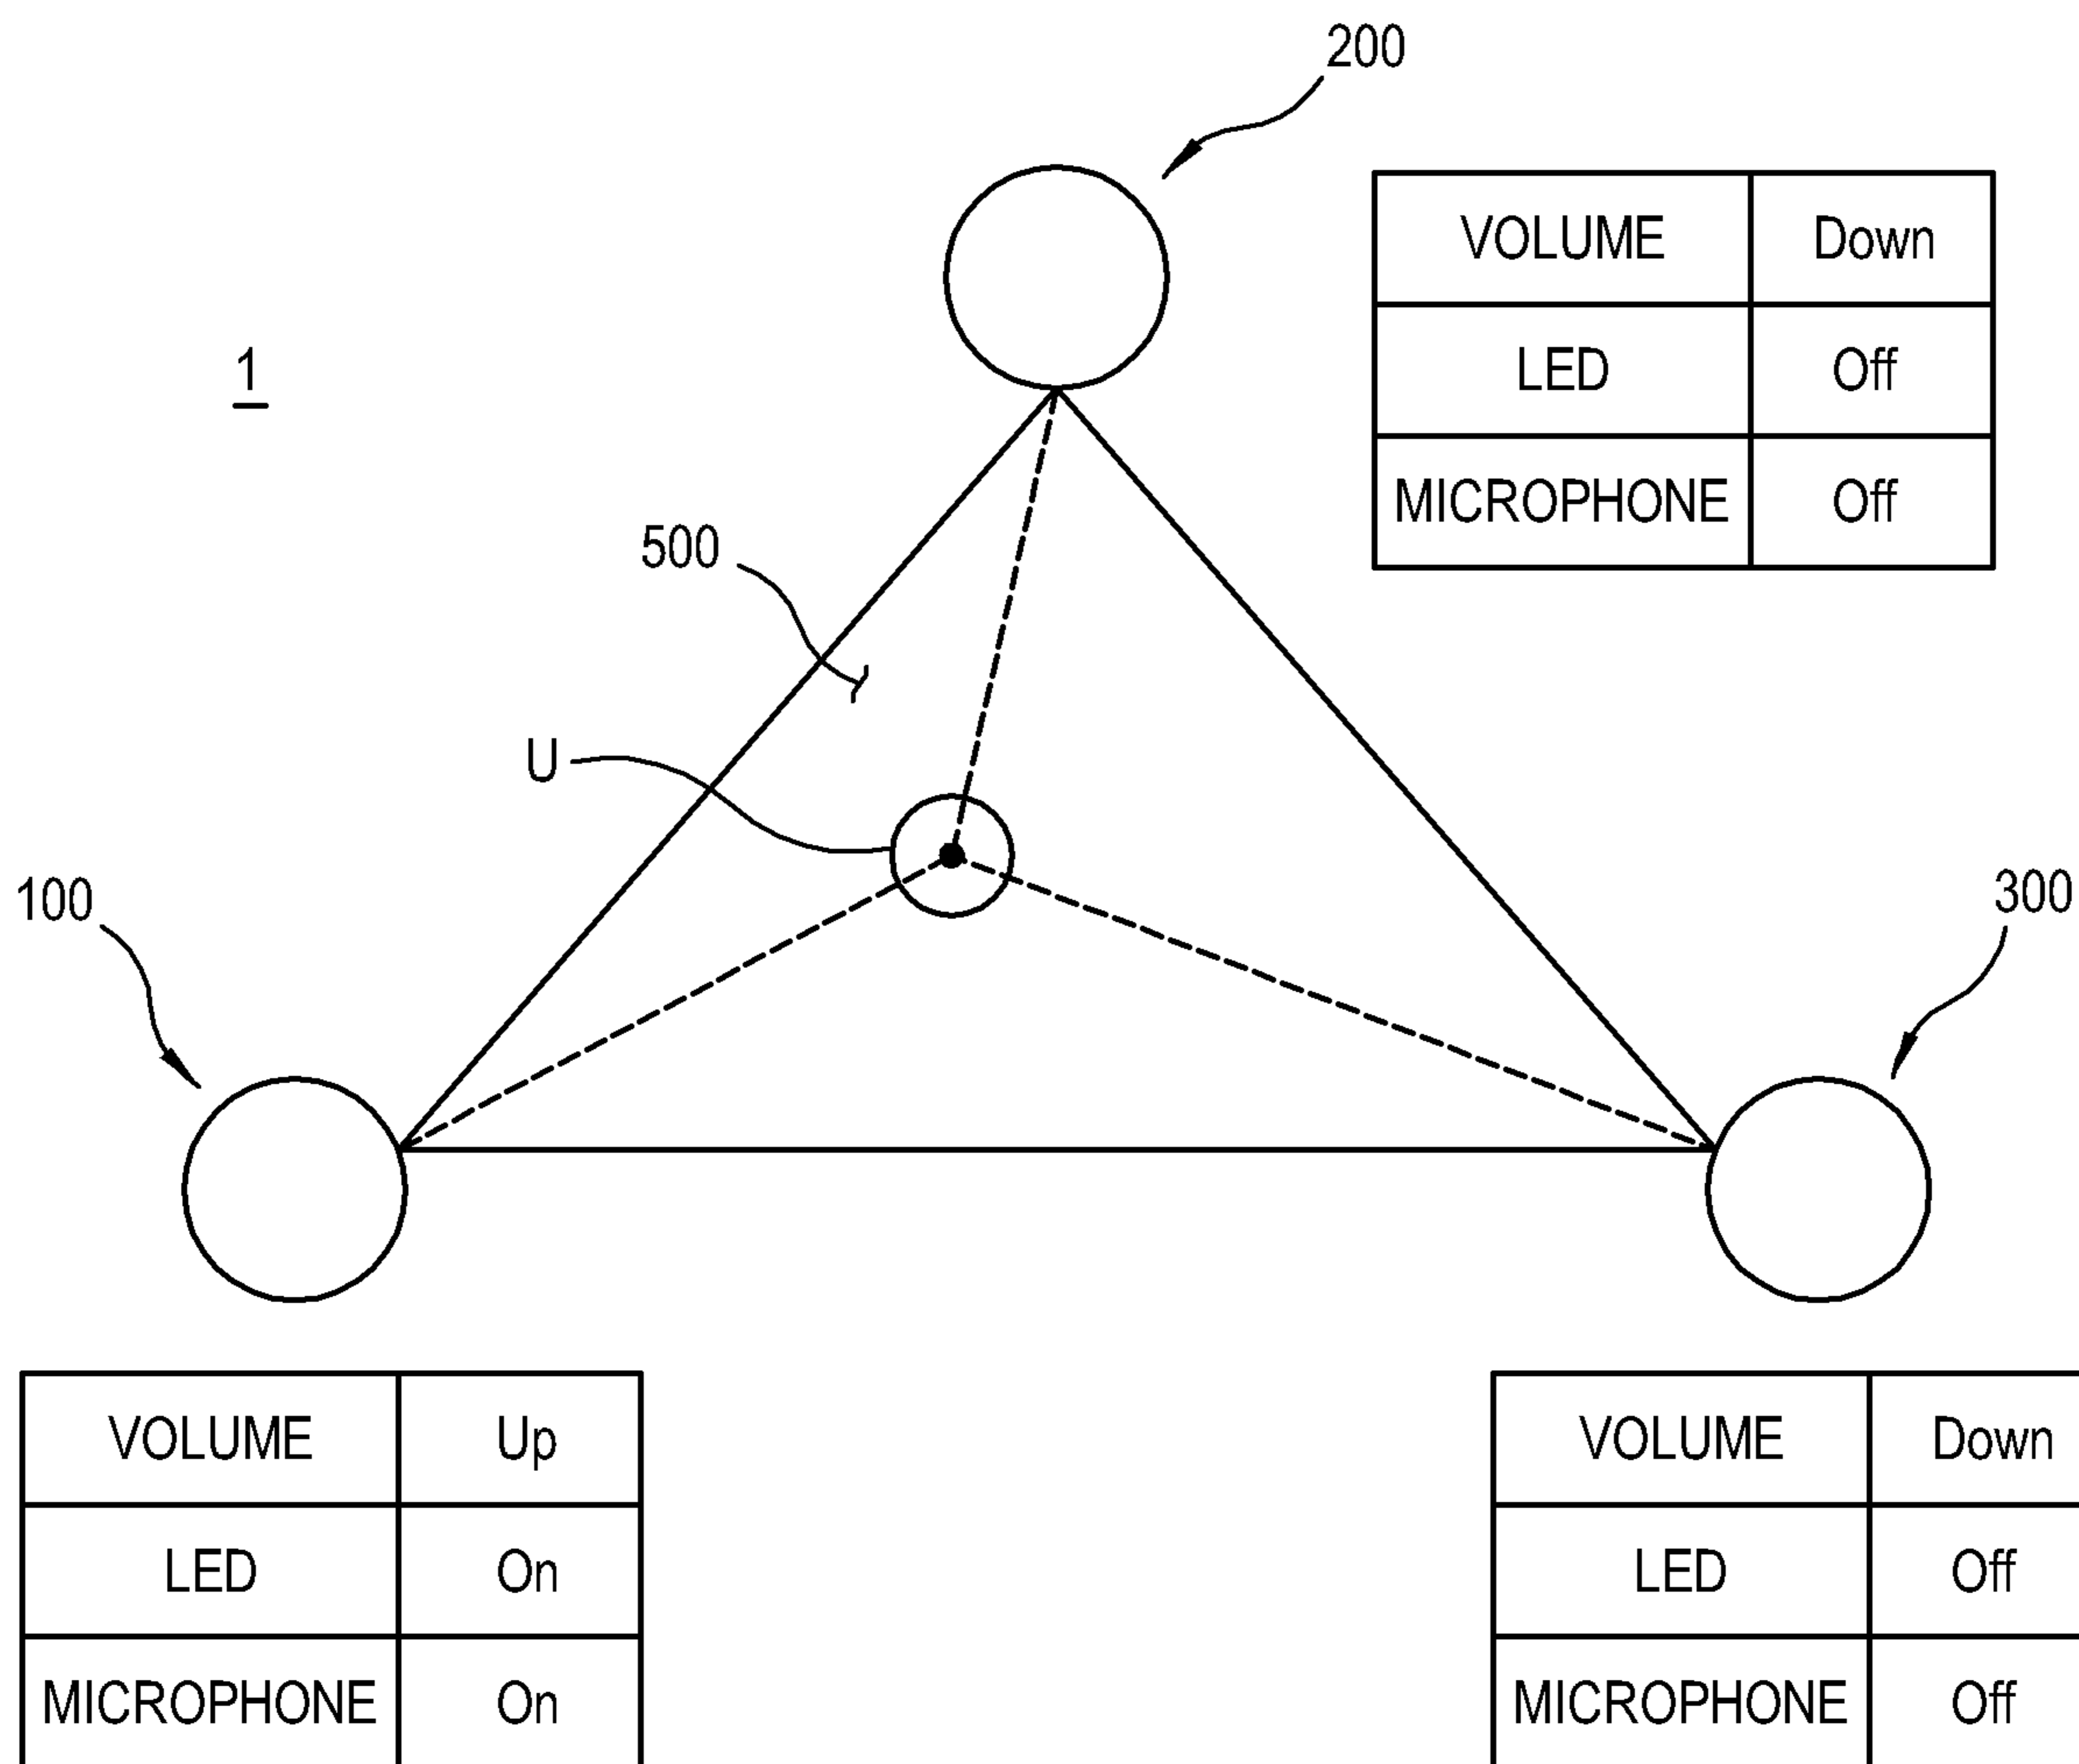 200
VOLUME Down
LED Off
MICROPHONE Off
1
500
U
100
300
VOLUME Up
LED On
MICROPHONE On
VOLUME Down
LED Off
MICROPHONE Off